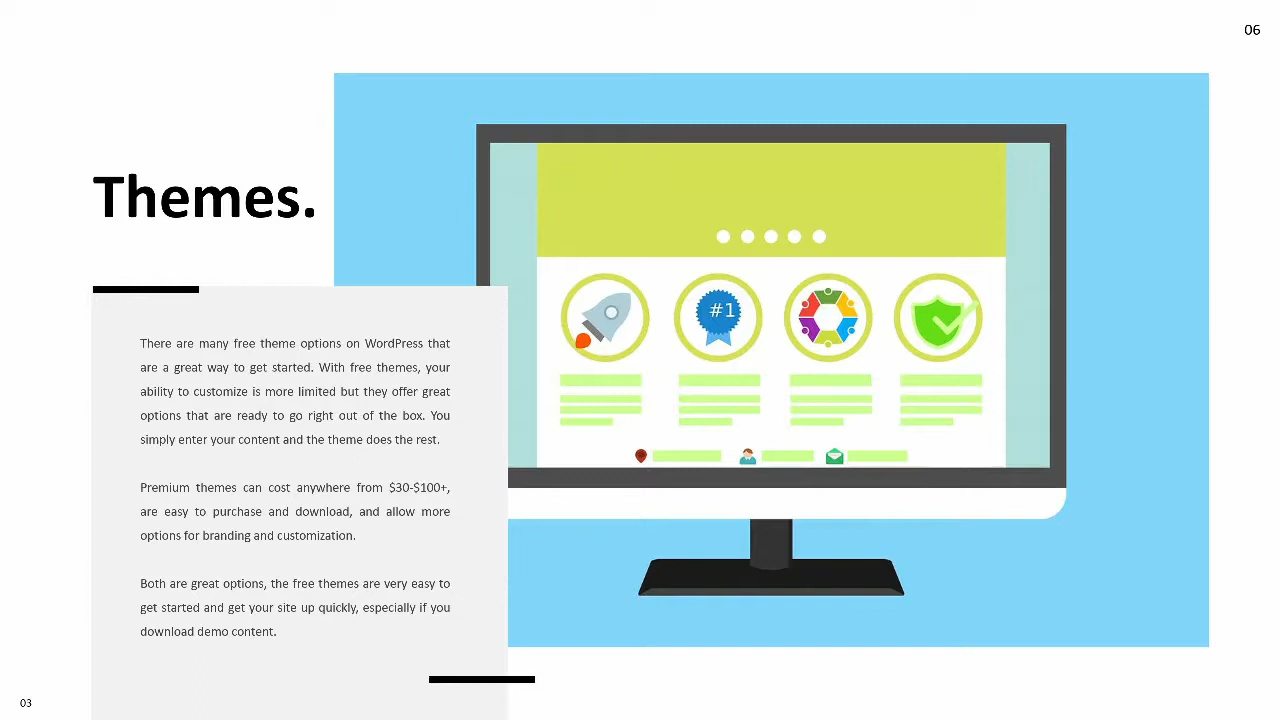 06
Themes.
There are many free theme options on WordPress that
are a great way to get started. With free themes, your
ability to customize is more limited but they offer great
options that are ready to go right out of the box. You
simply enter your content and the theme does the rest.
Premium themes can cost anywhere from $30-$100+,
are easy to purchase and download, and allow more
options for branding and customization.
Both are great options, the free themes are very easy to
get started and get your site up quickly, especially if you
download demo content.
#1
03